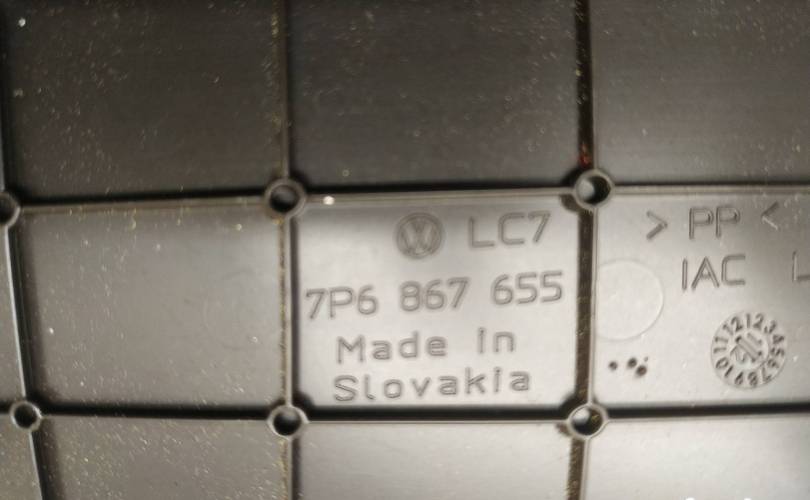 LC7
7P6 867 655
Made in
Slovakia
> PP <
IAC L